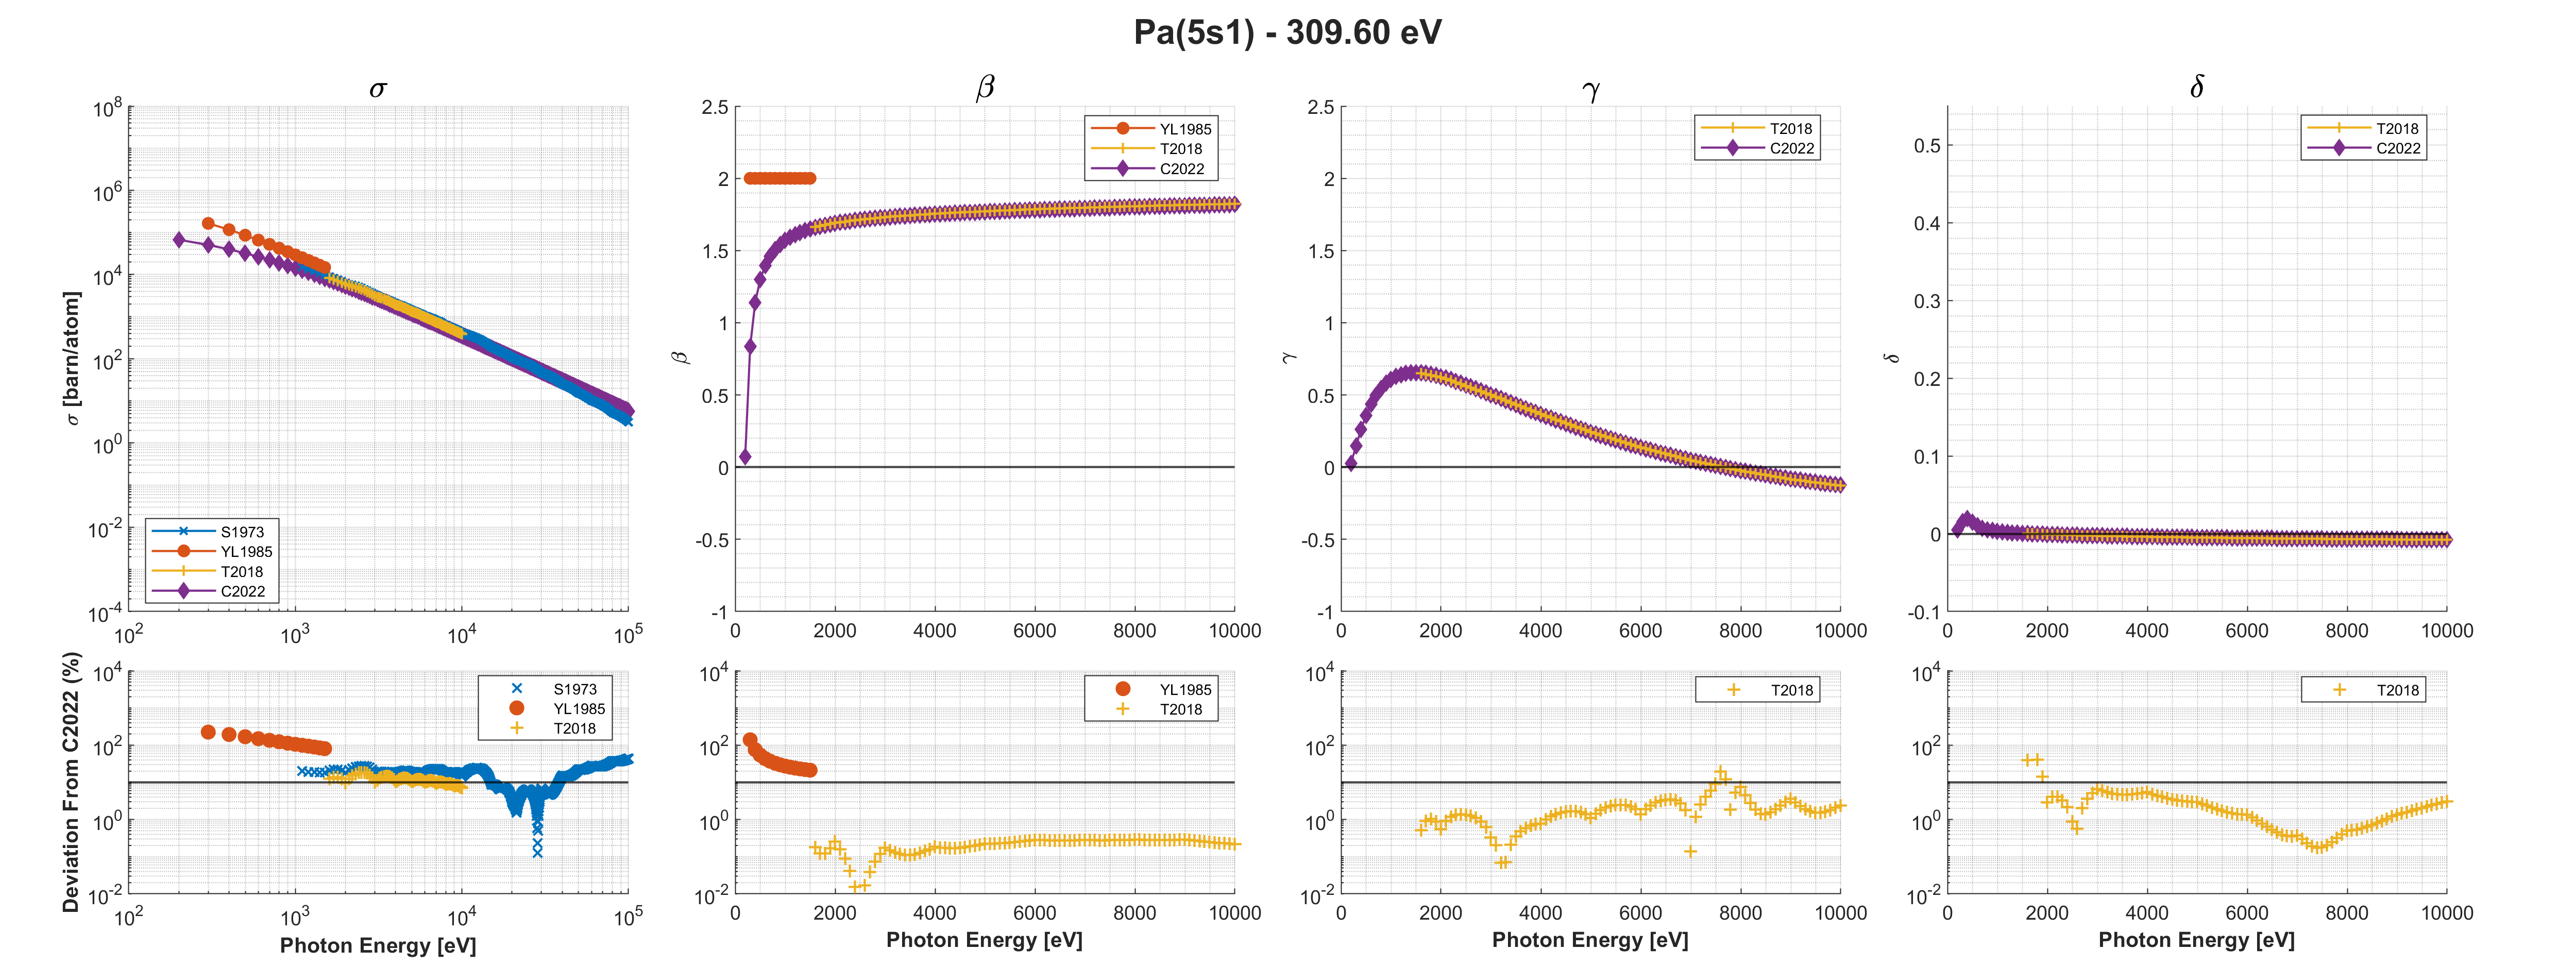 Pa(5s1) - 309.60 eV
σ
σ [barn/atom]
10^8
10^6
10^4
10^2
10^0
10^-2
10^-4
10^2
10^3
10^4
10^5
S1973
YL1985
T2018
C2022
β
β
2.5
2
1.5
1
0.5
0
-0.5
-1
0
2000
4000
6000
8000
10000
YL1985
T2018
C2022
γ
γ
2.5
2
1.5
1
0.5
0
-0.5
-1
0
2000
4000
6000
8000
10000
T2018
C2022
δ
δ
0.5
0.4
0.3
0.2
0.1
0
-0.1
0
2000
4000
6000
8000
10000
T2018
C2022
Deviation From C2022 (%)
10^4
10^2
10^0
10^-2
10^2
10^3
10^4
10^5
S1973
YL1985
T2018
Photon Energy [eV]
10^4
10^2
10^0
10^-2
0
2000
4000
6000
8000
10000
YL1985
T2018
Photon Energy [eV]
10^4
10^2
10^0
10^-2
0
2000
4000
6000
8000
10000
T2018
Photon Energy [eV]
10^4
10^2
10^0
10^-2
0
2000
4000
6000
8000
10000
T2018
Photon Energy [eV]